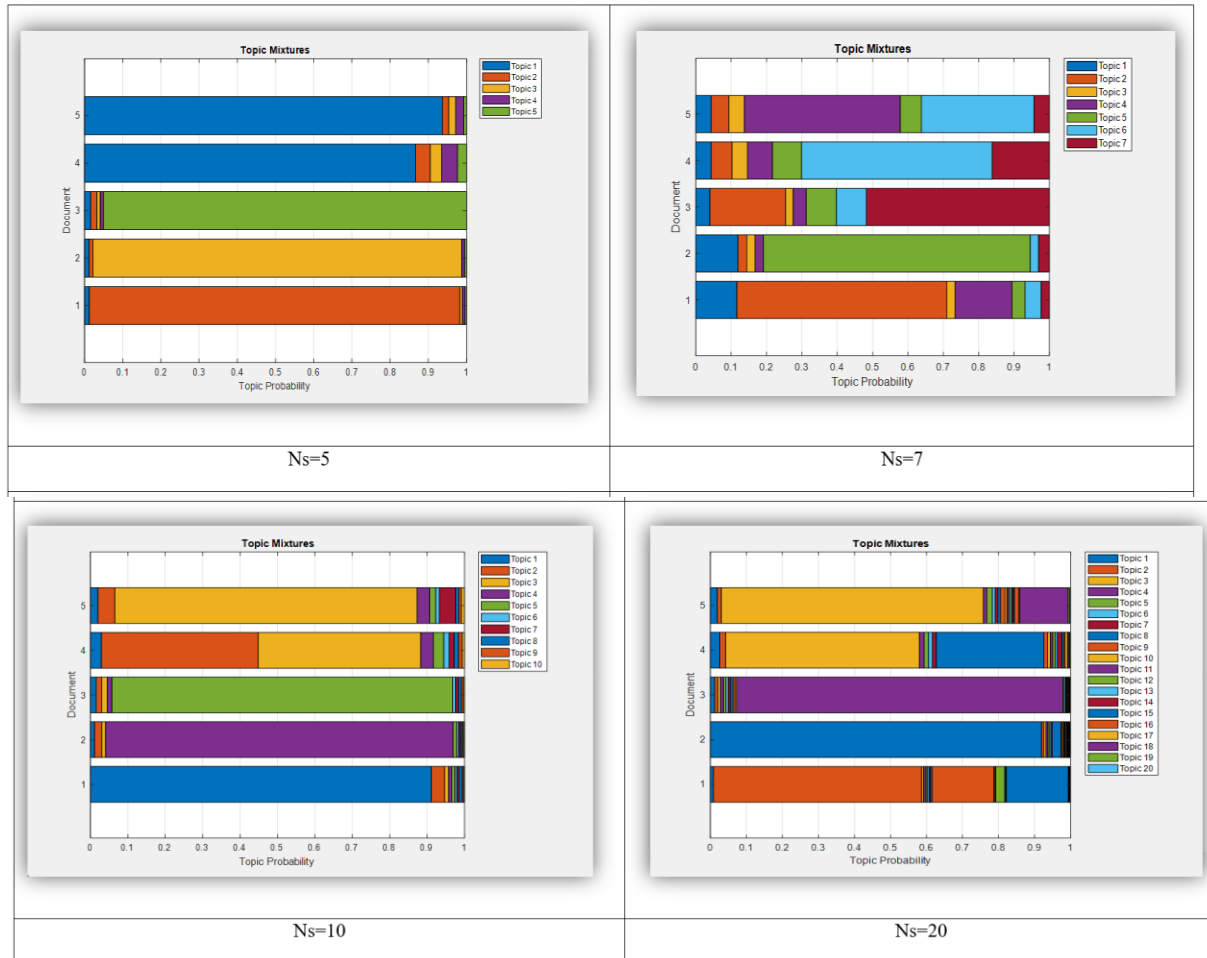 Topic Mixtures
Topic 1
Topic 2
Topic 3
Topic 4
Topic 5
5
4
3
2
1
Document
0 0.1 0.2 0.3 0.4 0.5 0.6 0.7 0.8 0.9 1
Topic Probability
Topic Mixtures
Topic 1
Topic 2
Topic 3
Topic 4
Topic 5
Topic 6
Topic 7
5
4
3
2
1
Document
0 0.1 0.2 0.3 0.4 0.5 0.6 0.7 0.8 0.9 1
Topic Probability
Ns=5
Ns=7
Topic Mixtures
Topic 1
Topic 2
Topic 3
Topic 4
Topic 5
Topic 6
Topic 7
Topic 8
Topic 9
Topic 10
5
4
3
2
1
Document
0 0.1 0.2 0.3 0.4 0.5 0.6 0.7 0.8 0.9 1
Topic Probability
Topic Mixtures
Topic 1
Topic 2
Topic 3
Topic 4
Topic 5
Topic 6
Topic 7
Topic 8
Topic 9
Topic 10
Topic 11
Topic 12
Topic 13
Topic 14
Topic 15
Topic 16
Topic 17
Topic 18
Topic 19
Topic 20
5
4
3
2
1
Document
0 0.1 0.2 0.3 0.4 0.5 0.6 0.7 0.8 0.9 1
Topic Probability
Ns=10
Ns=20